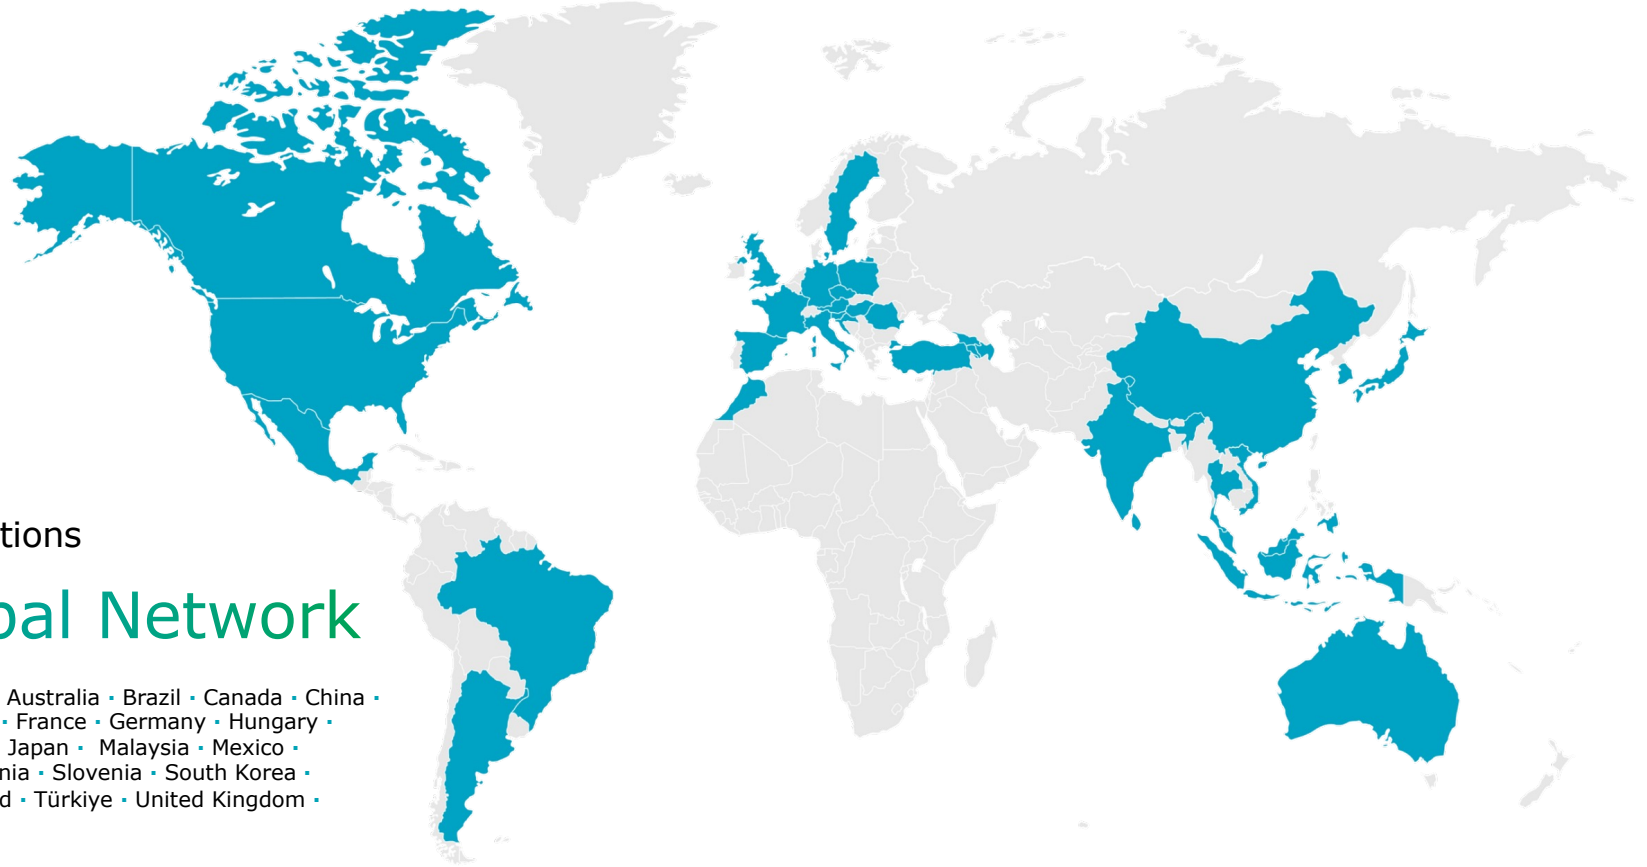 tions
bal Network
Australia · Brazil · Canada · China ·
· France · Germany · Hungary ·
Japan · Malaysia · Mexico ·
nia · Slovenia · South Korea ·
d · Türkiye · United Kingdom ·